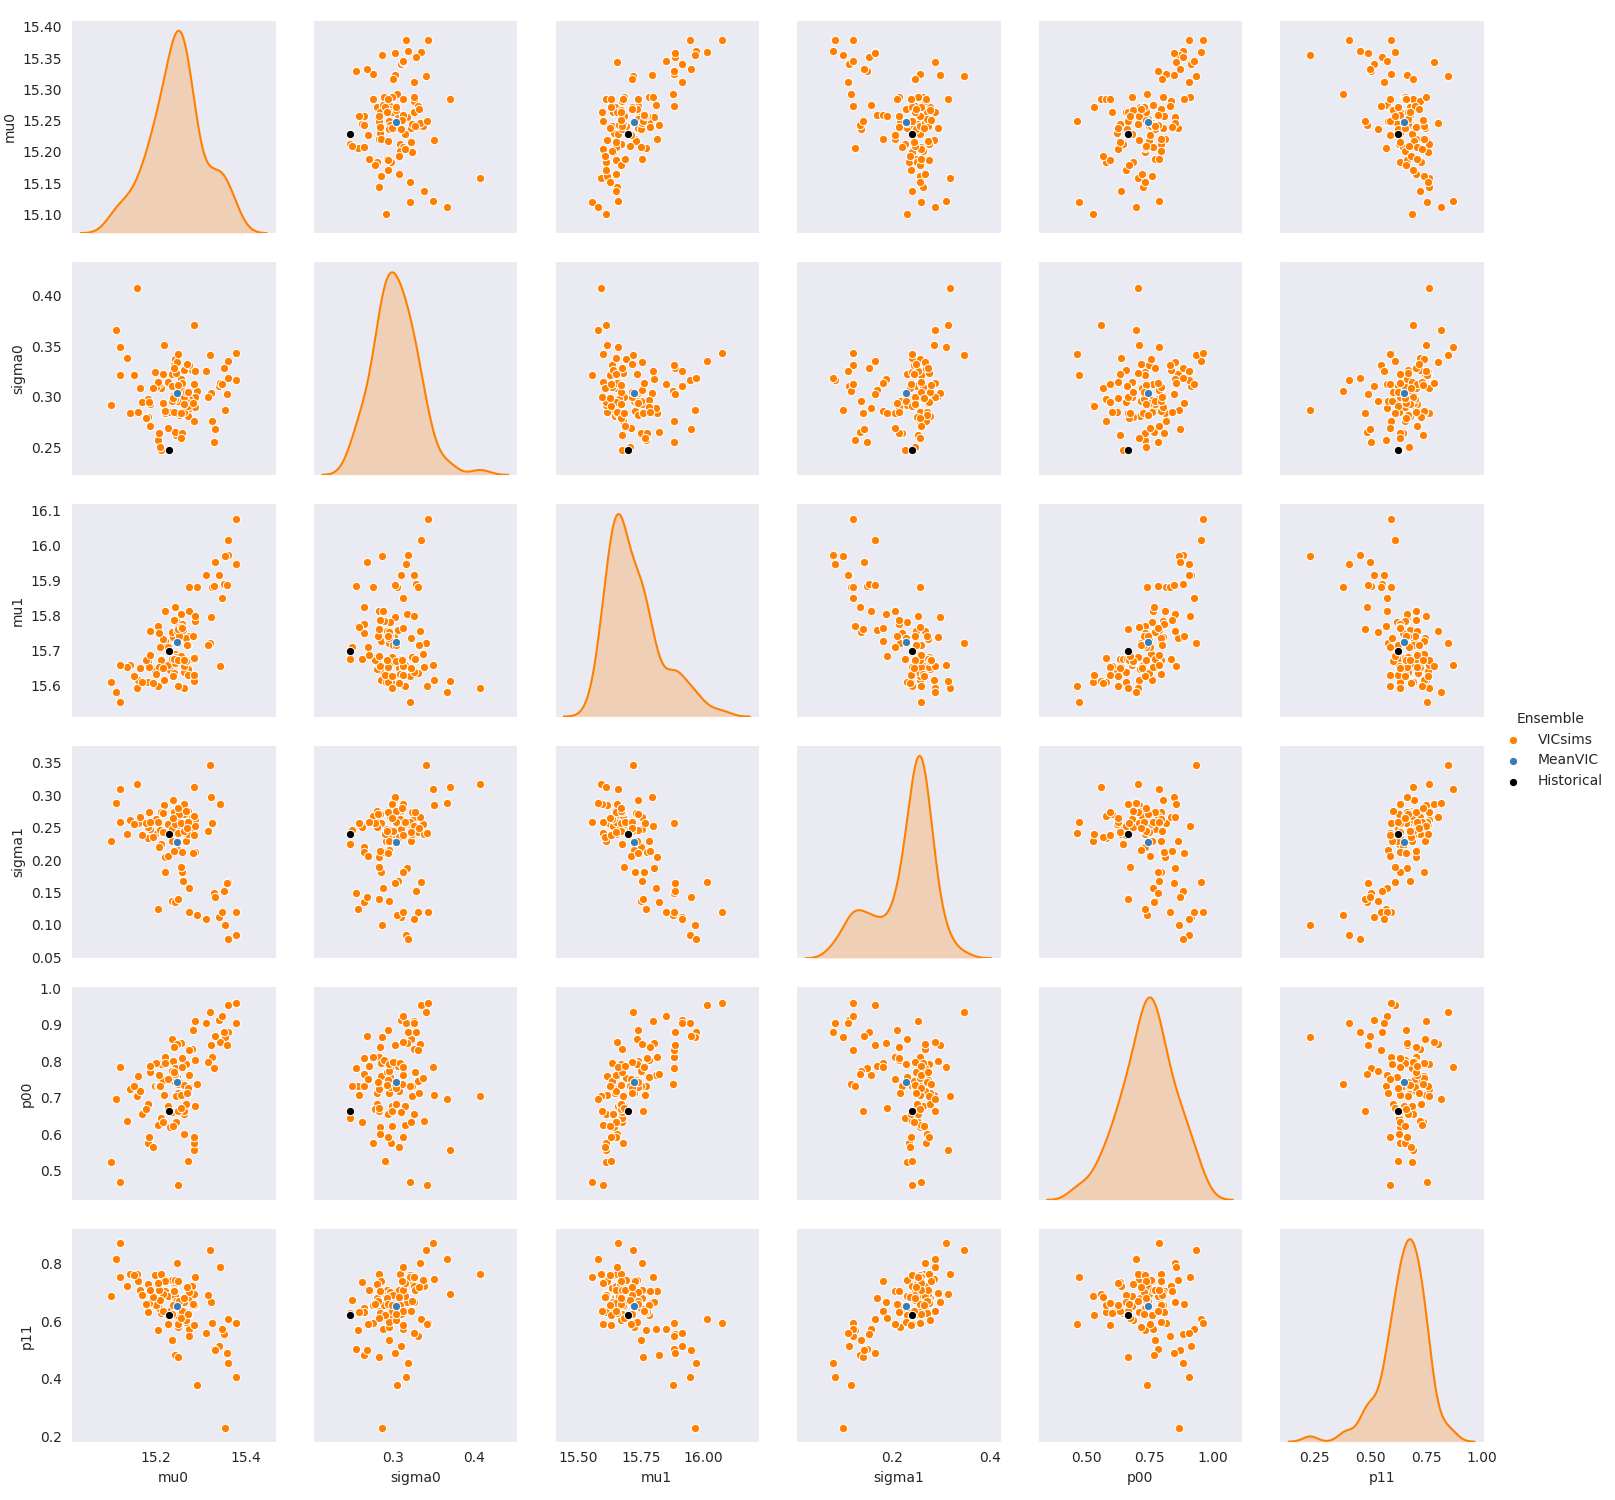 15.40
15.35
15.30
15.25
15.20
15.15
15.10
mu0
0.40
0.35
0.30
0.25
sigma0
16.1
16.0
15.9
15.8
15.7
15.6
mu1
Ensemble
VICsims
MeanVIC
Historical
0.35
0.30
0.25
0.20
0.15
0.10
0.05
sigma1
1.0
0.9
0.8
0.7
0.6
0.5
p00
0.8
0.6
0.4
0.2
p11
15.2 15.4
mu0
0.3 0.4
sigma0
15.50 15.75 16.00
mu1
0.2 0.4
sigma1
0.50 0.75 1.00
p00
0.25 0.50 0.75 1.00
p11